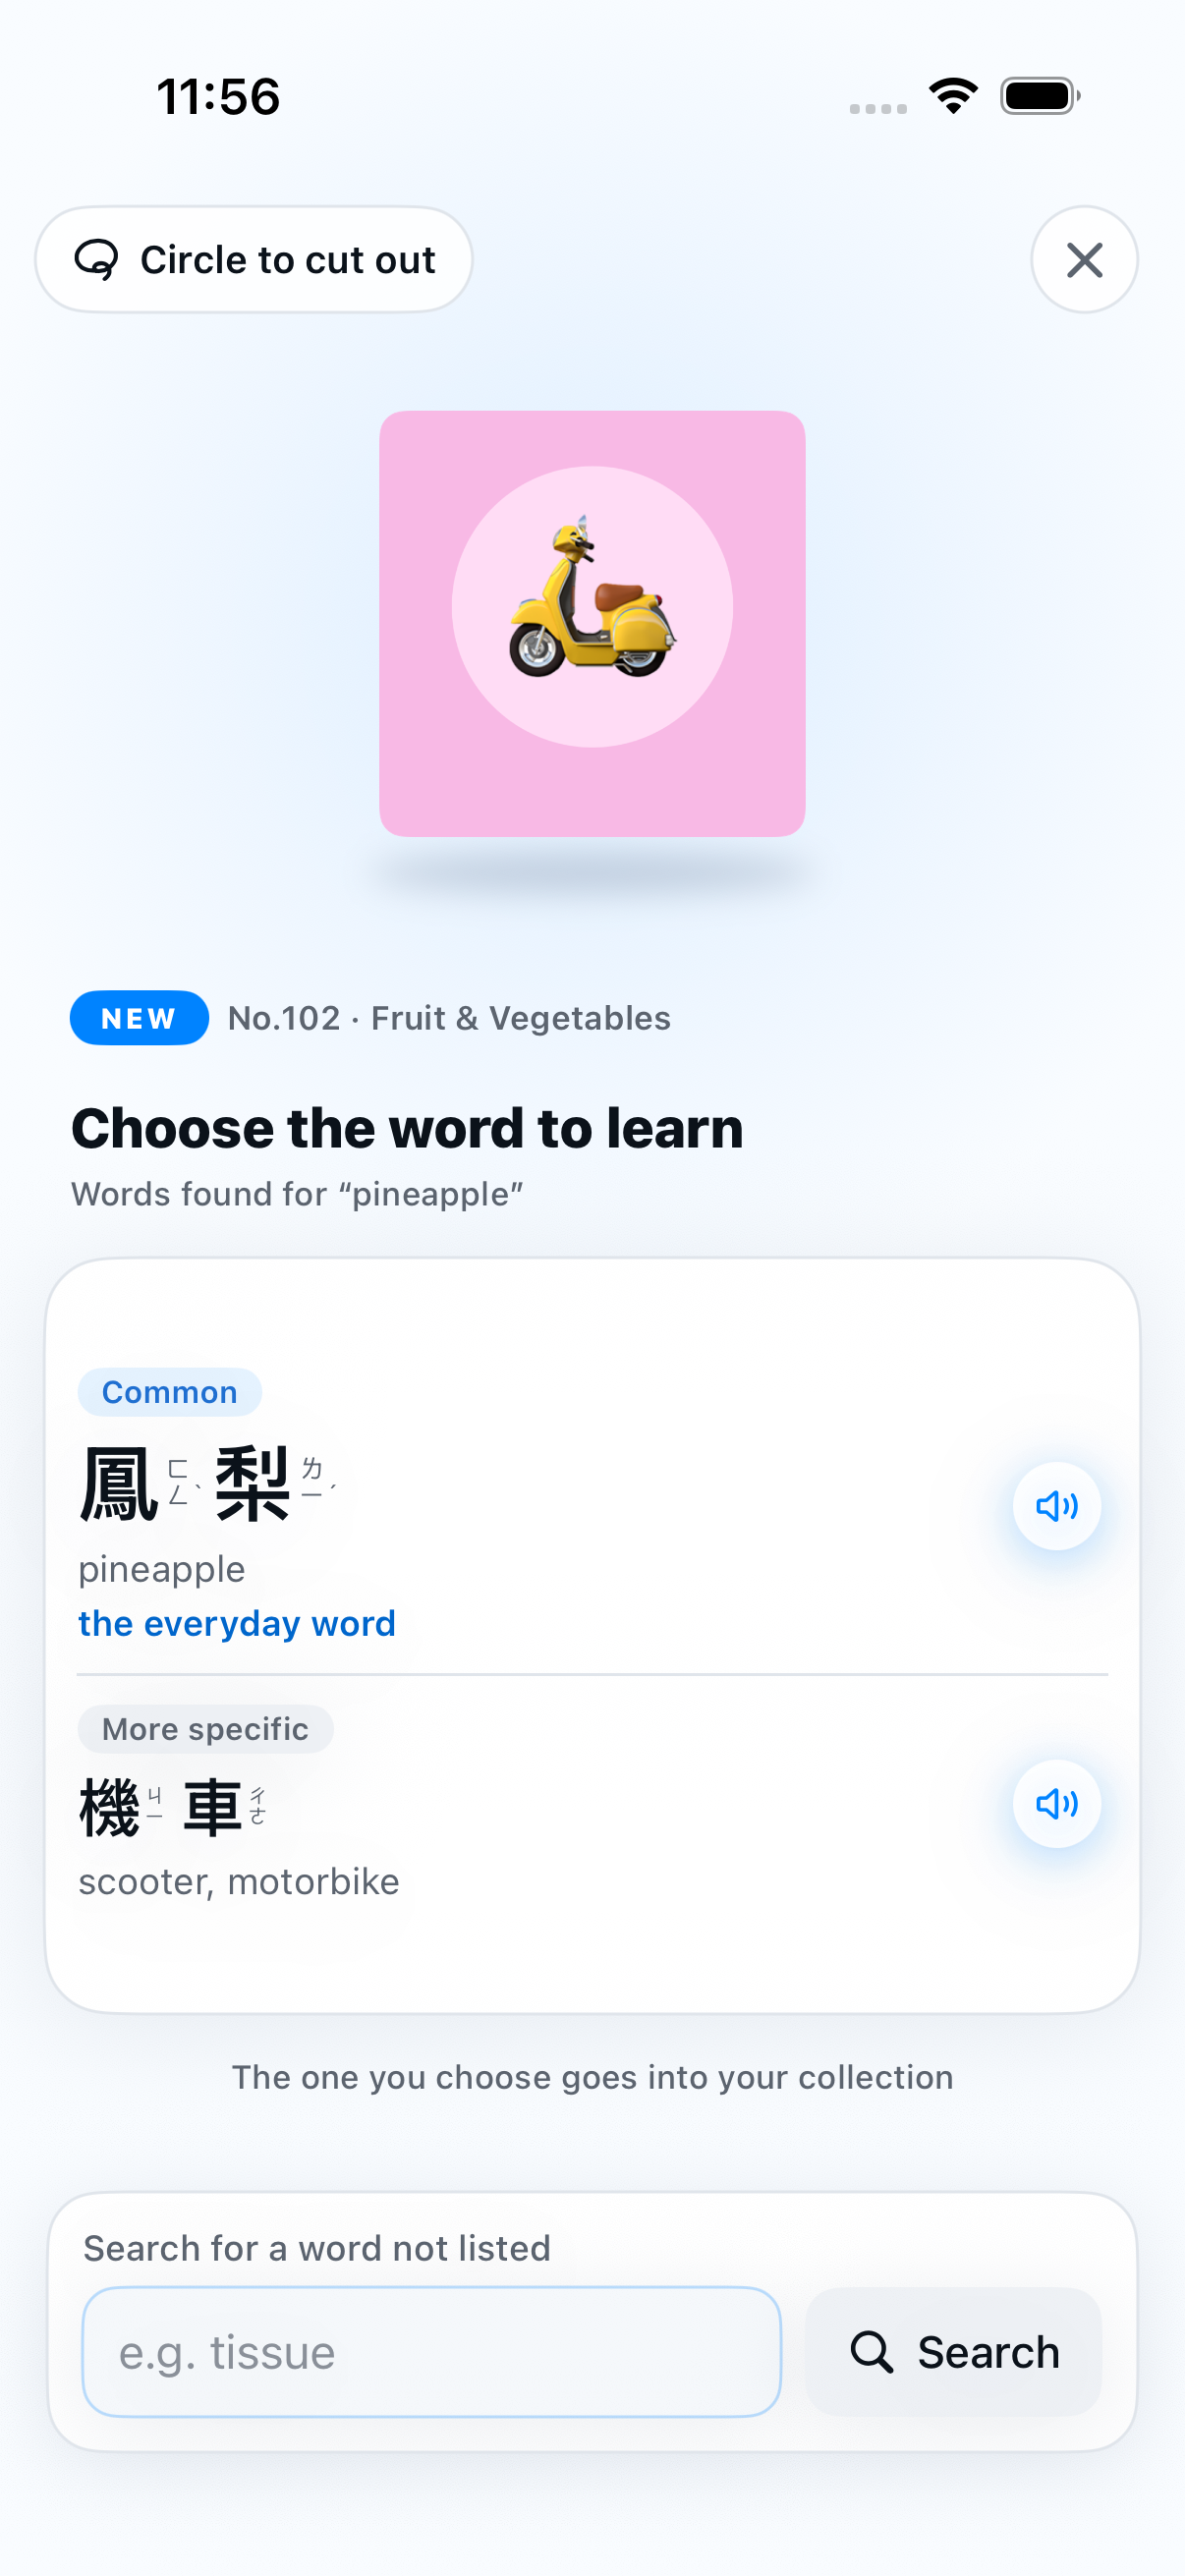 11:56
Circle to cut out
NEW No.102 · Fruit & Vegetables
Choose the word to learn
Words found for “pineapple”
Common
鳳ㄈㄥˋ梨ㄌㄧˊ
pineapple
the everyday word
More specific
機ㄐㄧ車ㄔㄜ
scooter, motorbike
The one you choose goes into your collection
Search for a word not listed
e.g. tissue
Search